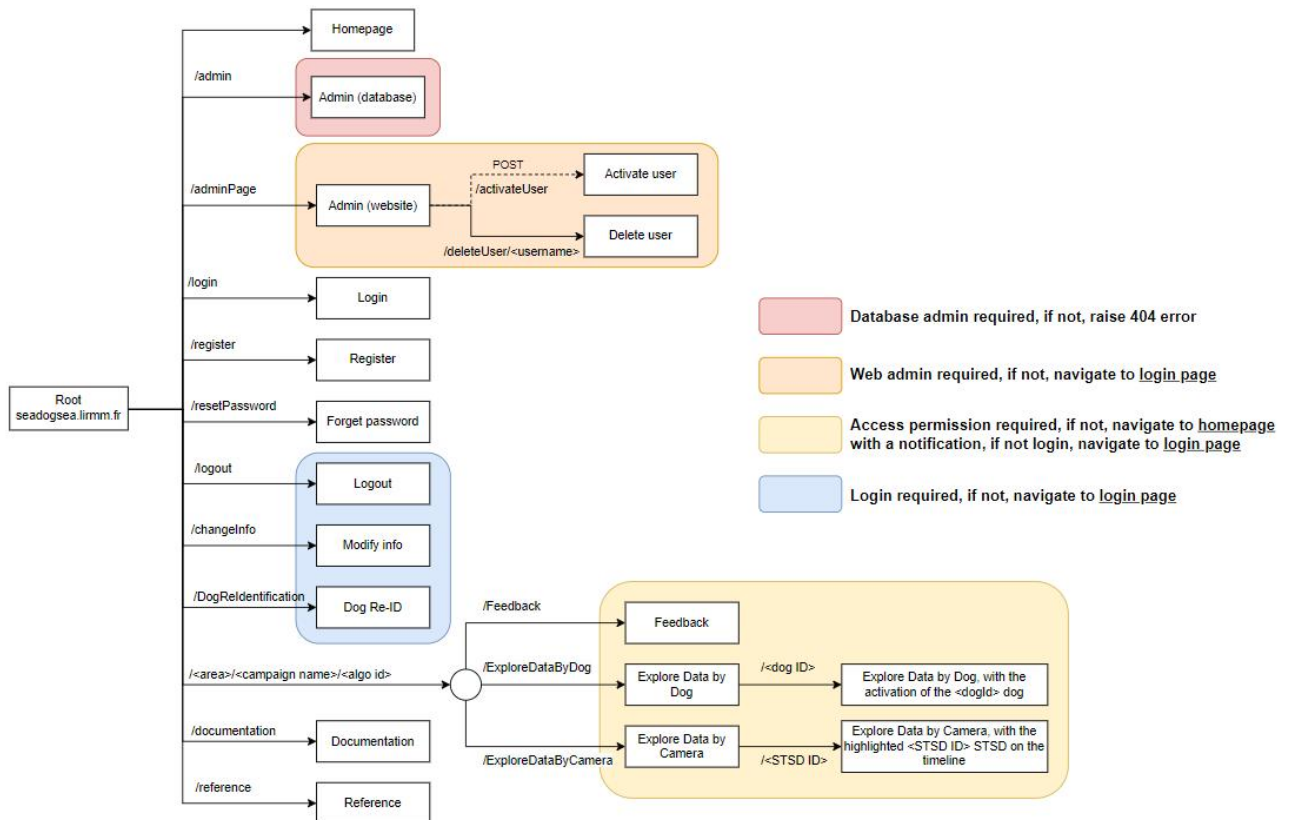 Homepage
/admin
Admin (database)
POST
Activate user
/activateUser
/adminPage
Admin (website)
Delete user
/deleteUser/<username>
/login
Login
/register
Register
Root
seadogsea.lirmm.fr
/resetPassword
Forget password
/logout
Logout
/changeInfo
Modify info
/DogReIdentification
Dog Re-ID
Database admin required, if not, raise 404 error
Web admin required, if not, navigate to login page
Access permission required, if not, navigate to homepage
with a notification, if not login, navigate to login page
Login required, if not, navigate to login page
/Feedback
Feedback
/<area>/<campaign name>/<algo id>
/ExploreDataByDog
Explore Data by
Dog
/<dog ID>
Explore Data by Dog, with the
activation of the <dogId> dog
/ExploreDataByCamera
Explore Data by
Camera
/<STSD ID>
Explore Data by Camera, with the
highlighted <STSD ID> STSD on the
timeline
/documentation
Documentation
/reference
Reference